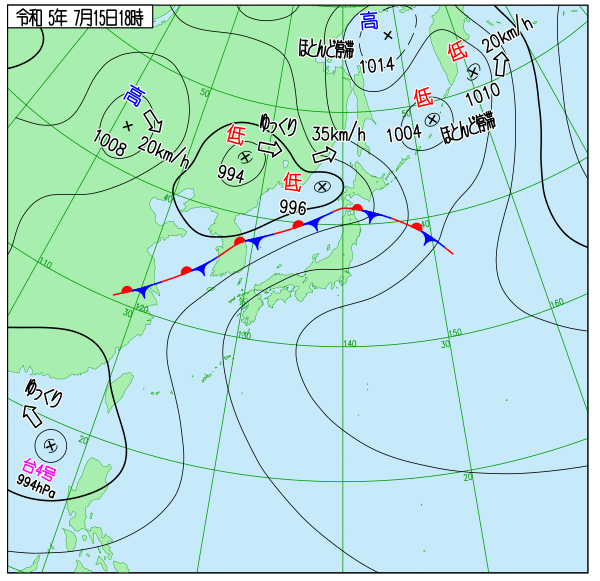 令和 5年 7月15日18時
高
ほとんど停滞
1014
低
20km/h
1010
低
1004
ほとんど停滞
高
1008
20km/h
低
ゆっくり
994
35km/h
低
996
50
50
40
40
110
120
30
130
140
150
30
160
20
20
ゆっくり
台4号
994hPa